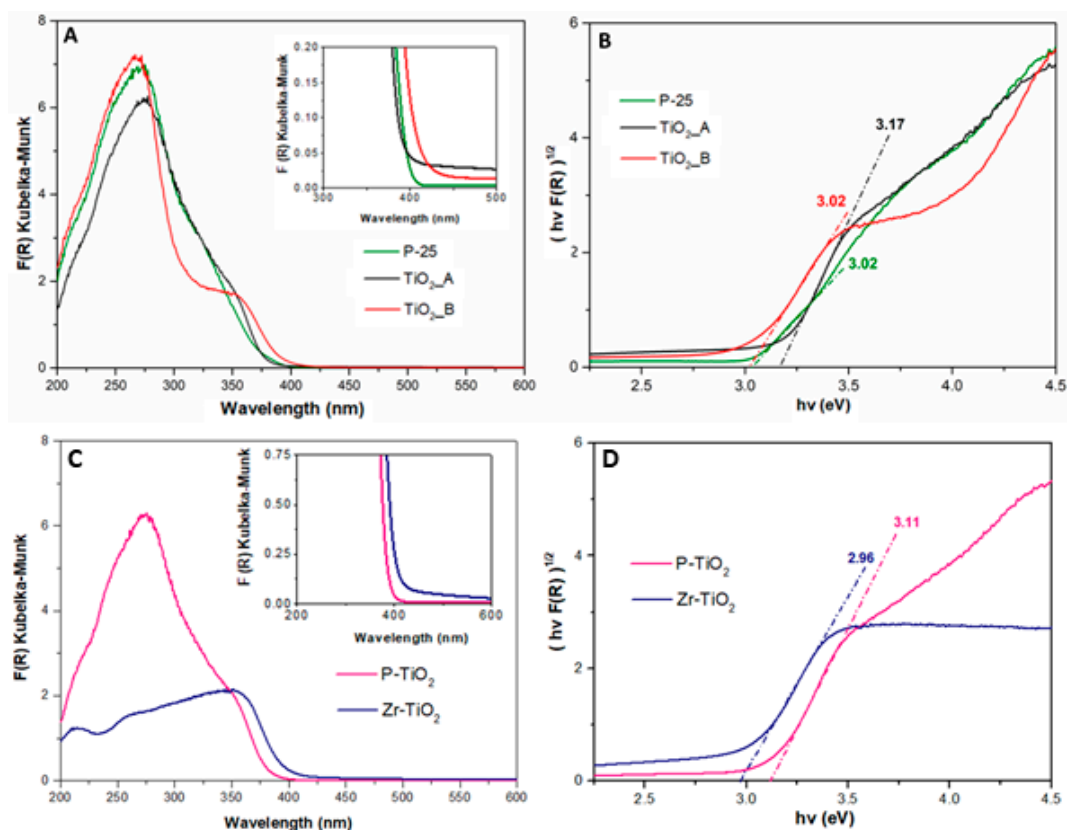 A
F(R) Kubelka-Munk
8
6
4
2
0
200 250 300 350 400 450 500 550 600
Wavelength (nm)
F (R) Kubelka-Munk
0.20
0.15
0.10
0.05
0.00
300 400 500
Wavelength (nm)
P-25
TiO₂_A
TiO₂_B
B
( hν F(R) )^1/2
6
4
2
0
2.5 3.0 3.5 4.0 4.5
hν (eV)
P-25
TiO₂_A
TiO₂_B
3.17
3.02
3.02
C
F(R) Kubelka-Munk
8
6
4
2
0
200 250 300 350 400 450 500 550 600
Wavelength (nm)
F (R) Kubelka-Munk
0.75
0.50
0.25
0.00
200 400 600
Wavelength (nm)
P-TiO₂
Zr-TiO₂
D
( hν F(R) )^1/2
6
4
2
0
2.5 3.0 3.5 4.0 4.5
hν (eV)
P-TiO₂
Zr-TiO₂
3.11
2.96